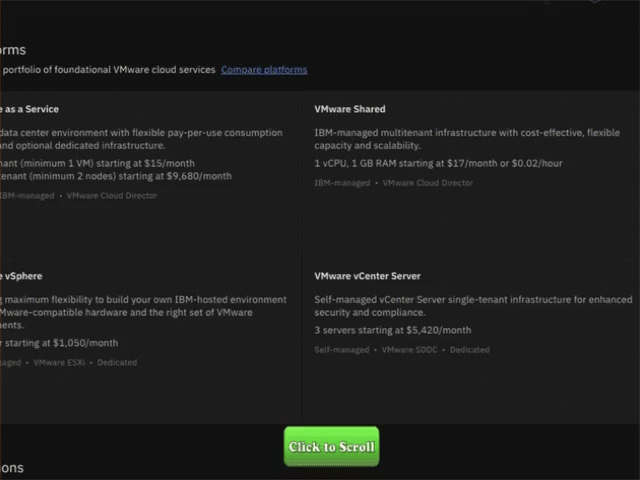 orms
portfolio of foundational VMware cloud services Compare platforms
e as a Service
data center environment with flexible pay-per-use consumption
and optional dedicated infrastructure.
nant (minimum 1 VM) starting at $15/month
tenant (minimum 2 nodes) starting at $9,680/month
IBM-managed • VMware Cloud Director
VMware Shared
IBM-managed multitenant infrastructure with cost-effective, flexible
capacity and scalability.
1 vCPU, 1 GB RAM starting at $17/month or $0.02/hour
IBM-managed • VMware Cloud Director
e vSphere
g maximum flexibility to build your own IBM-hosted environment
Mware-compatible hardware and the right set of VMware
nents.
r starting at $1,050/month
naged • VMware ESXi • Dedicated
VMware vCenter Server
Self-managed vCenter Server single-tenant infrastructure for enhanced
security and compliance.
3 servers starting at $5,420/month
Self-managed • VMware SDDC • Dedicated
Click to Scroll
ions